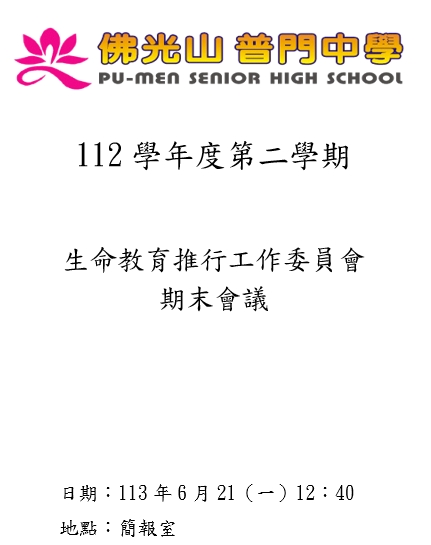 佛光山 普門中學
PU-MEN SENIOR HIGH SCHOOL
112 學年度第二學期
生命教育推行工作委員會
期末會議
日期：113 年 6 月 21（一）12：40
地點：簡報室